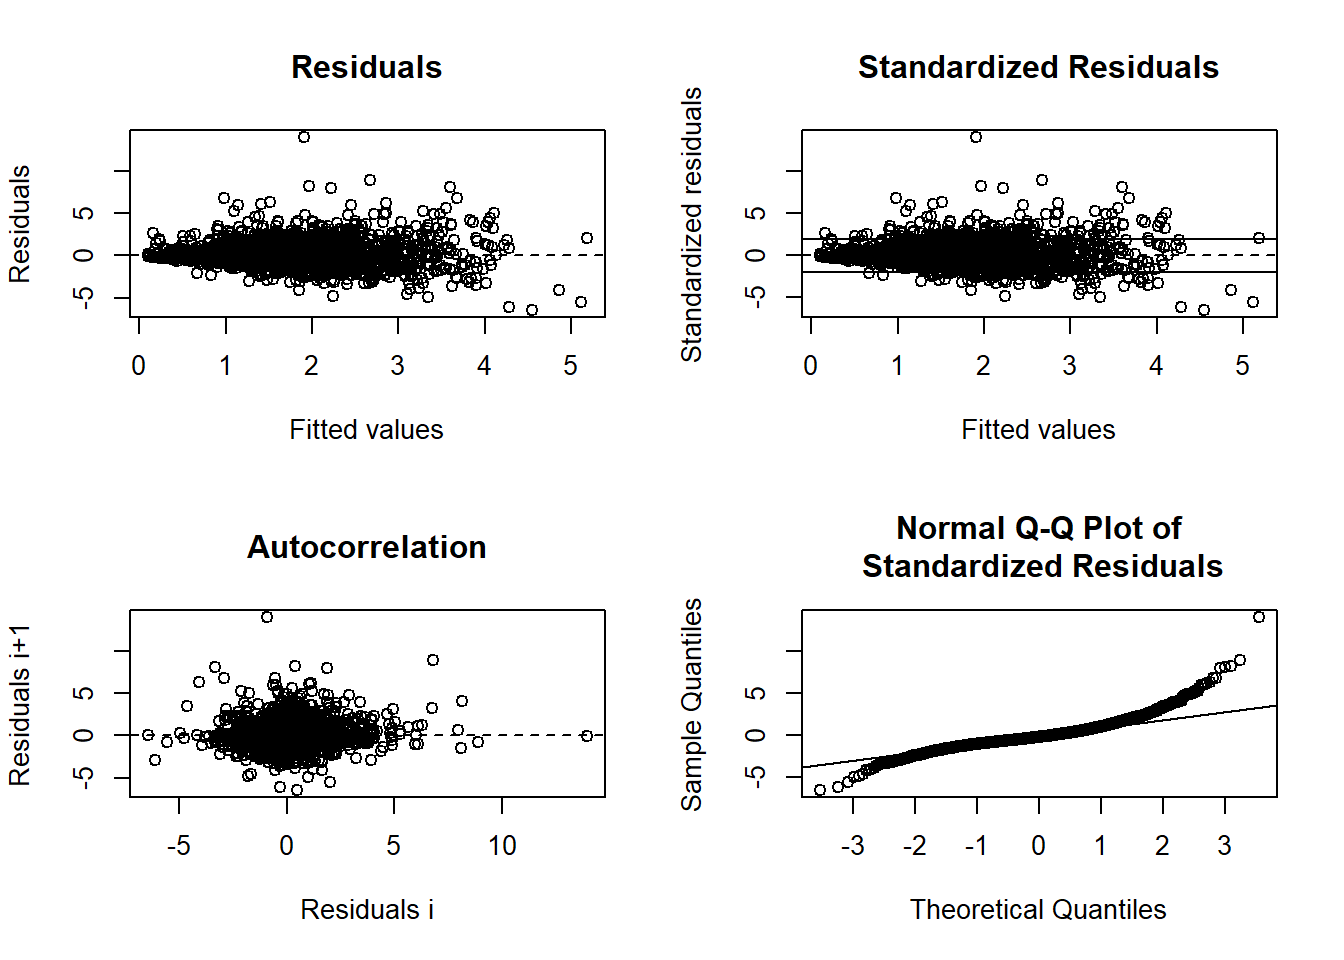 Residuals
Residuals
5
0
-5
0 1 2 3 4 5
Fitted values
Standardized Residuals
Standardized residuals
5
0
-5
0 1 2 3 4 5
Fitted values
Autocorrelation
Residuals i+1
5
0
-5
-5 0 5 10
Residuals i
Normal Q-Q Plot of
Standardized Residuals
Sample Quantiles
5
0
-5
-3 -2 -1 0 1 2 3
Theoretical Quantiles